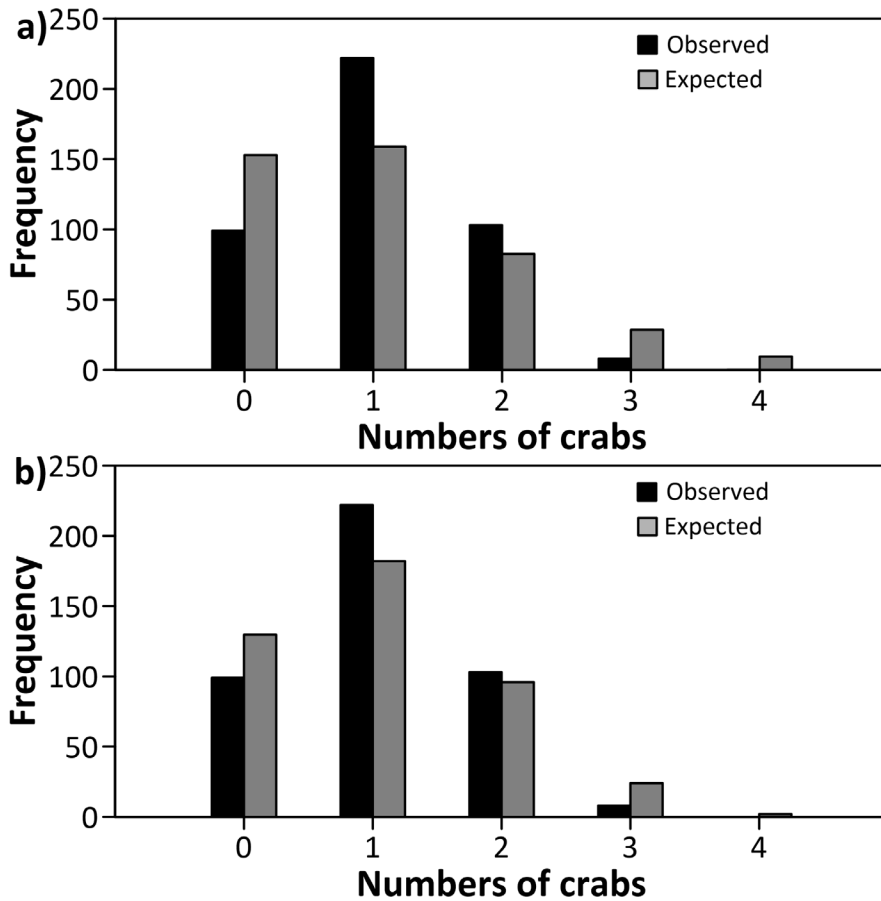 a)
250
200
150
100
50
0
Frequency
Observed
Expected
0 1 2 3 4
Numbers of crabs
b)
250
200
150
100
50
0
Frequency
Observed
Expected
0 1 2 3 4
Numbers of crabs